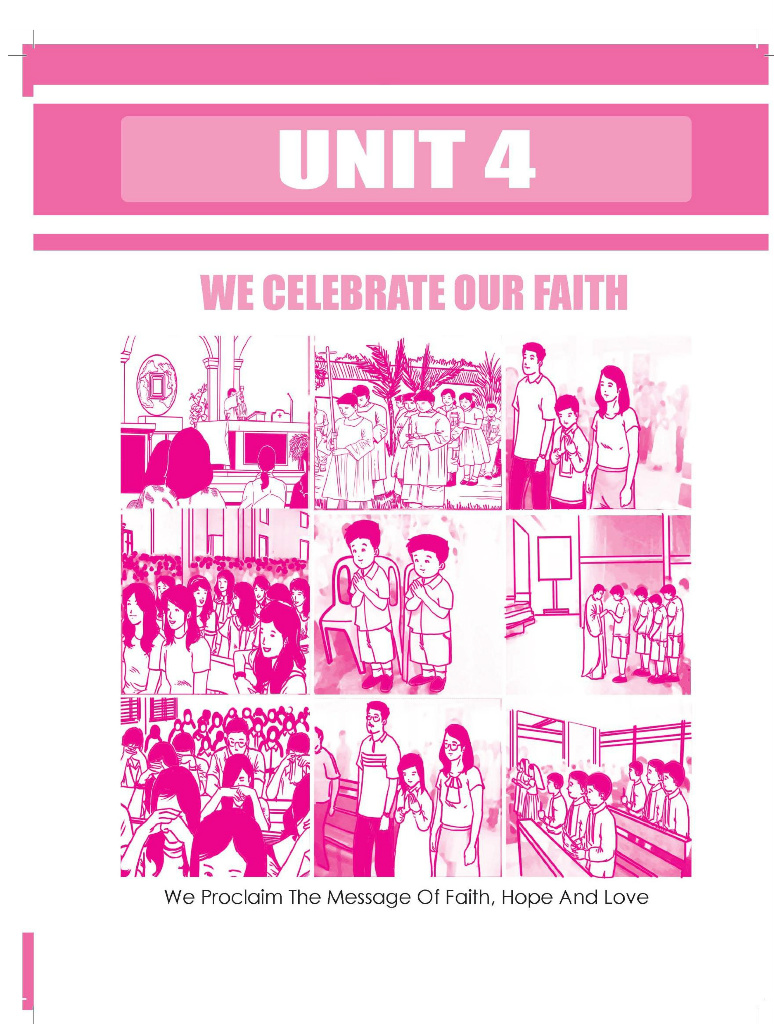 UNIT 4
WE CELEBRATE OUR FAITH
We Proclaim The Message Of Faith, Hope And Love